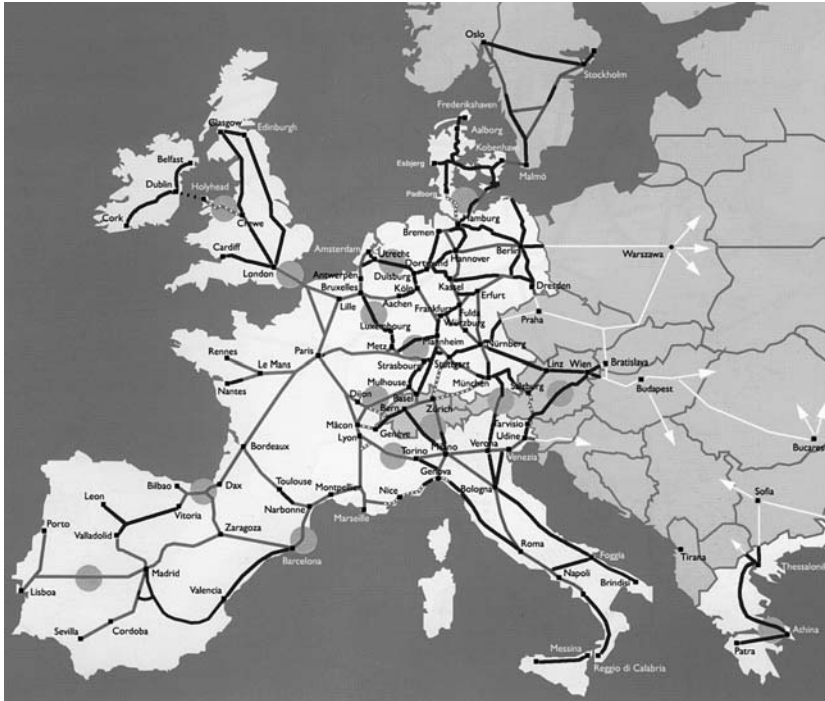 Oslo
Stockholm
Frederikshaven
Aalborg
Glasgow
Edinburgh
Kobenhavn
Esbjerg
Belfast
Malmö
Dublin
Holyhead
Padborg
Cork
Crewe
Hamburg
Bremen
Cardiff
Amsterdam
Utrecht
Hannover
Berlin
Warszawa
London
Dortmund
Antwerpen
Duisburg
Bruxelles
Köln
Kassel
Dresden
Lille
Aachen
Erfurt
Frankfurt
Fulda
Praha
Luxembourg
Würzburg
Rennes
Metz
Mannheim
Nürnberg
Paris
Le Mans
Strasbourg
Stuttgart
Linz
Wien
Bratislava
Nantes
Mulhouse
München
Salzburg
Budapest
Dijon
Basel
Bern
Zürich
Mâcon
Genève
Tarvisio
Lyon
Udine
Bucarest
Bordeaux
Torino
Milano
Verona
Venezia
Genova
Bilbao
Dax
Toulouse
Montpellier
Nice
Bologna
Leon
Vitoria
Narbonne
Sofia
Porto
Valladolid
Zaragoza
Marseille
Roma
Foggia
Tirana
Barcelona
Thessaloniki
Madrid
Napoli
Brindisi
Lisboa
Valencia
Sevilla
Cordoba
Athina
Messina
Patra
Reggio di Calabria